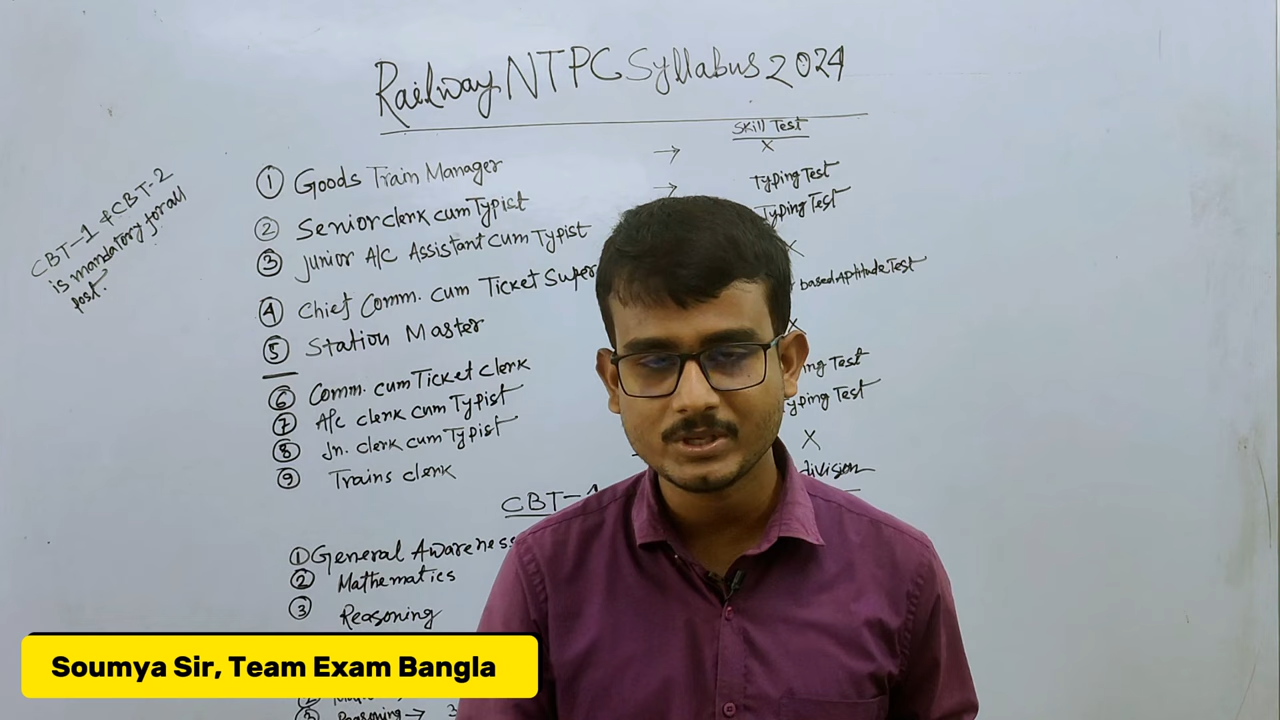 Railway NTPC Syllabus 2024
Skill Test
CBT-1 + CBT-2
is mandatory for all
post.
① Goods Train Manager → X
② Senior clerk cum Typist → Typing Test
③ Junior A/C Assistant cum Typist Typing Test
④ Chief Comm. cum Ticket Super X
⑤ Station Master based Aptitude Test
⑥ Comm. cum Ticket clerk X
⑦ A/c clerk cum Typist ing Test
⑧ Jn. clerk cum Typist yping Test
⑨ Trains clerk X
CBT-1 division
① General Awareness
② Mathematics
③ Reasoning
Soumya Sir, Team Exam Bangla
② Reasoning → 3